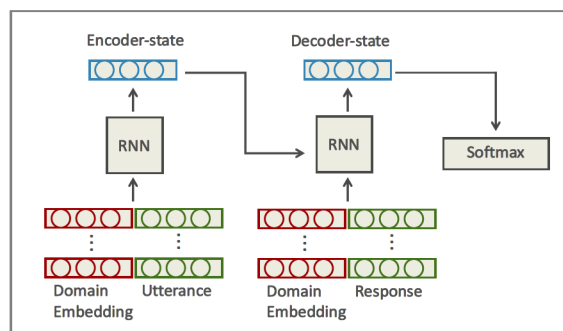 Encoder-state
Decoder-state
RNN
RNN
Softmax
Domain
Embedding
Utterance
Domain
Embedding
Response